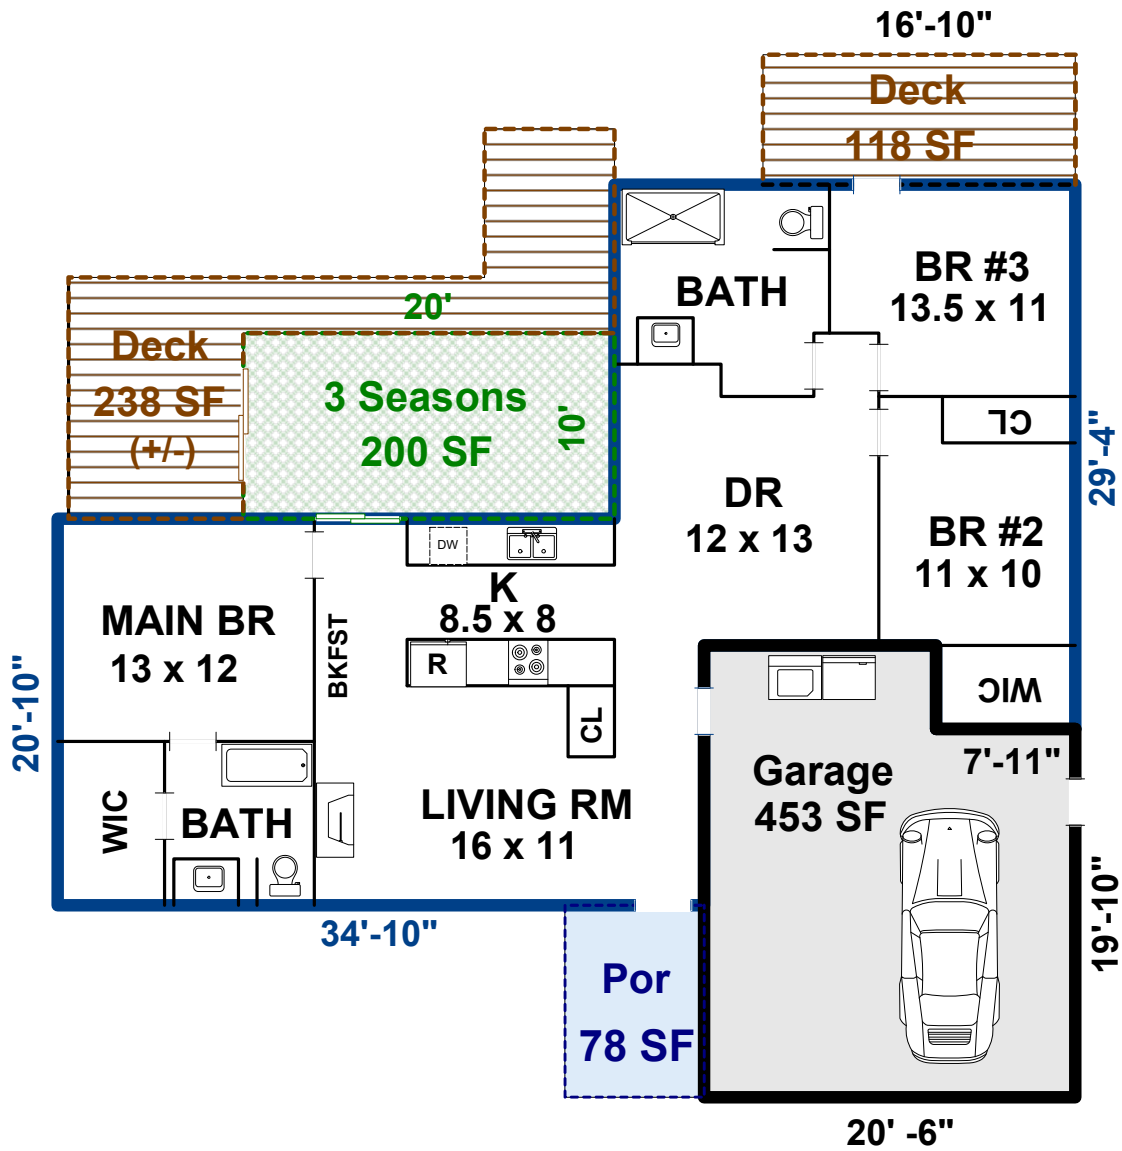 16'-10"
Deck
118 SF
BR #3
13.5 x 11
BATH
20'
Deck
238 SF
(+/-)
3 Seasons
200 SF
10'
CL
29'-4"
DR
12 x 13
BR #2
11 x 10
DW
K
8.5 x 8
MAIN BR
13 x 12
BKFST
R
CL
WIC
20'-10"
7'-11"
Garage
453 SF
LIVING RM
16 x 11
WIC
BATH
34'-10"
19'-10"
Por
78 SF
20' -6"